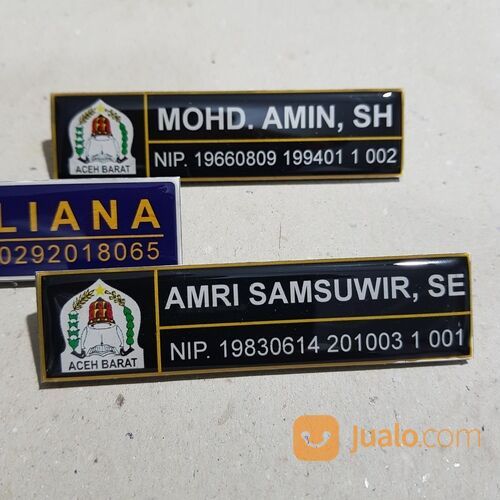 MOHD. AMIN, SH
NIP. 19660809 199401 1 002
ACEH BARAT
LIANA
0292018065
AMRI SAMSUWIR, SE
NIP. 19830614 201003 1 001
ACEH BARAT
jualo.com